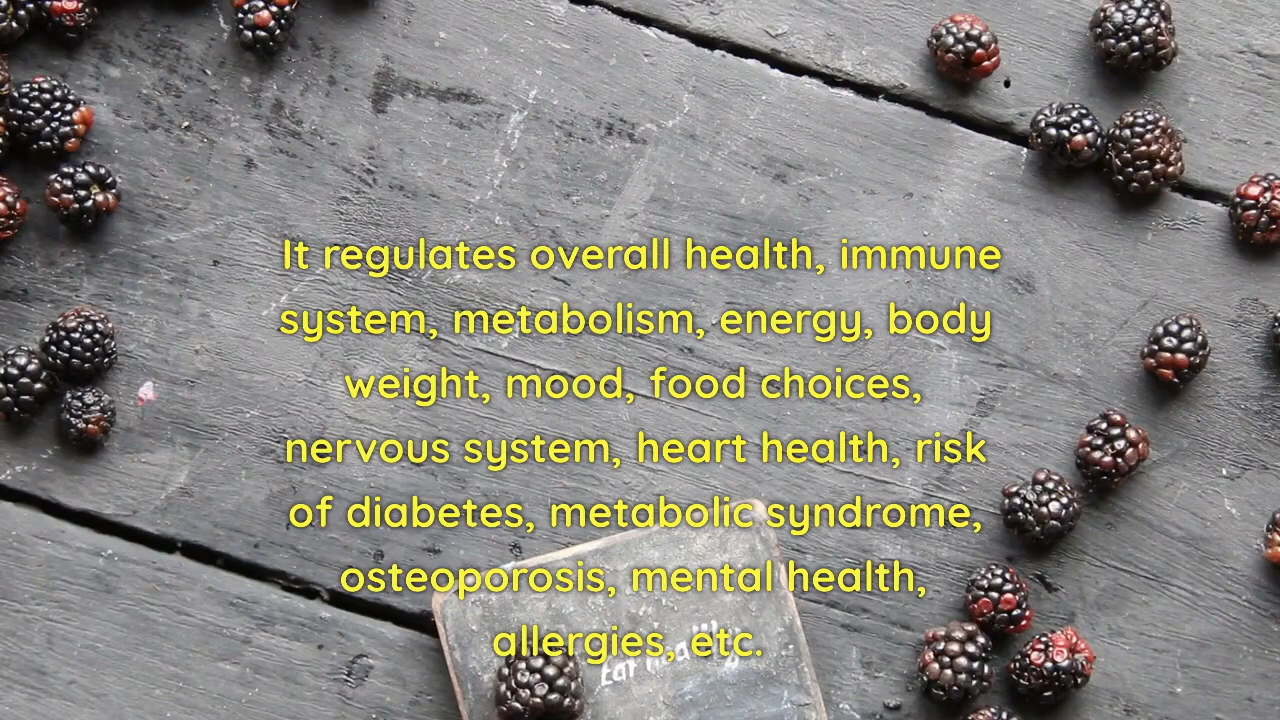 It regulates overall health, immune
system, metabolism, energy, body
weight, mood, food choices,
nervous system, heart health, risk
of diabetes, metabolic syndrome,
osteoporosis, mental health,
allergies, etc.
Eat